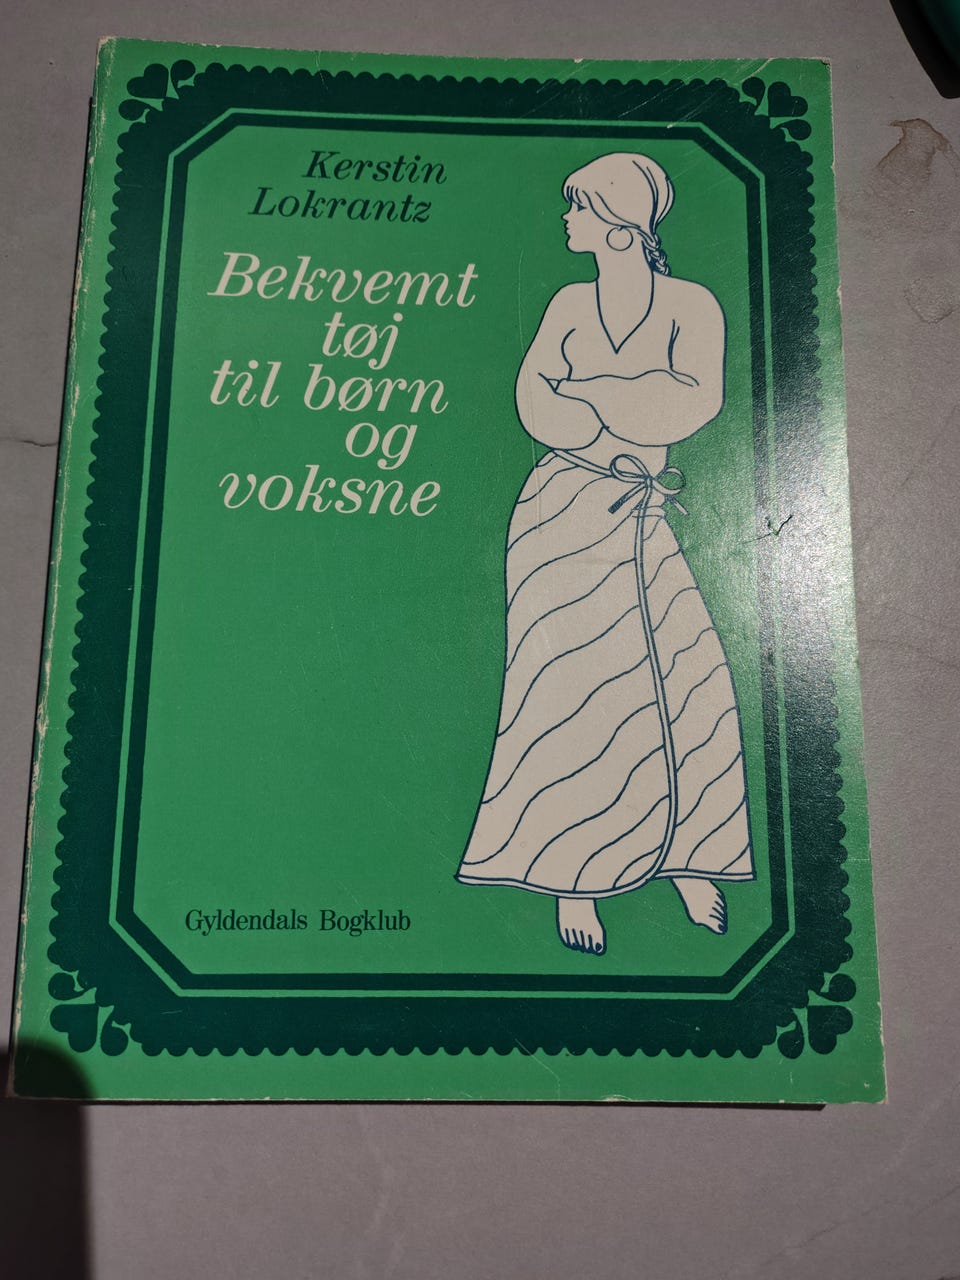 Kerstin
Lokrantz
Bekvemt
tøj
til børn
og
voksne
Gyldendals Bogklub